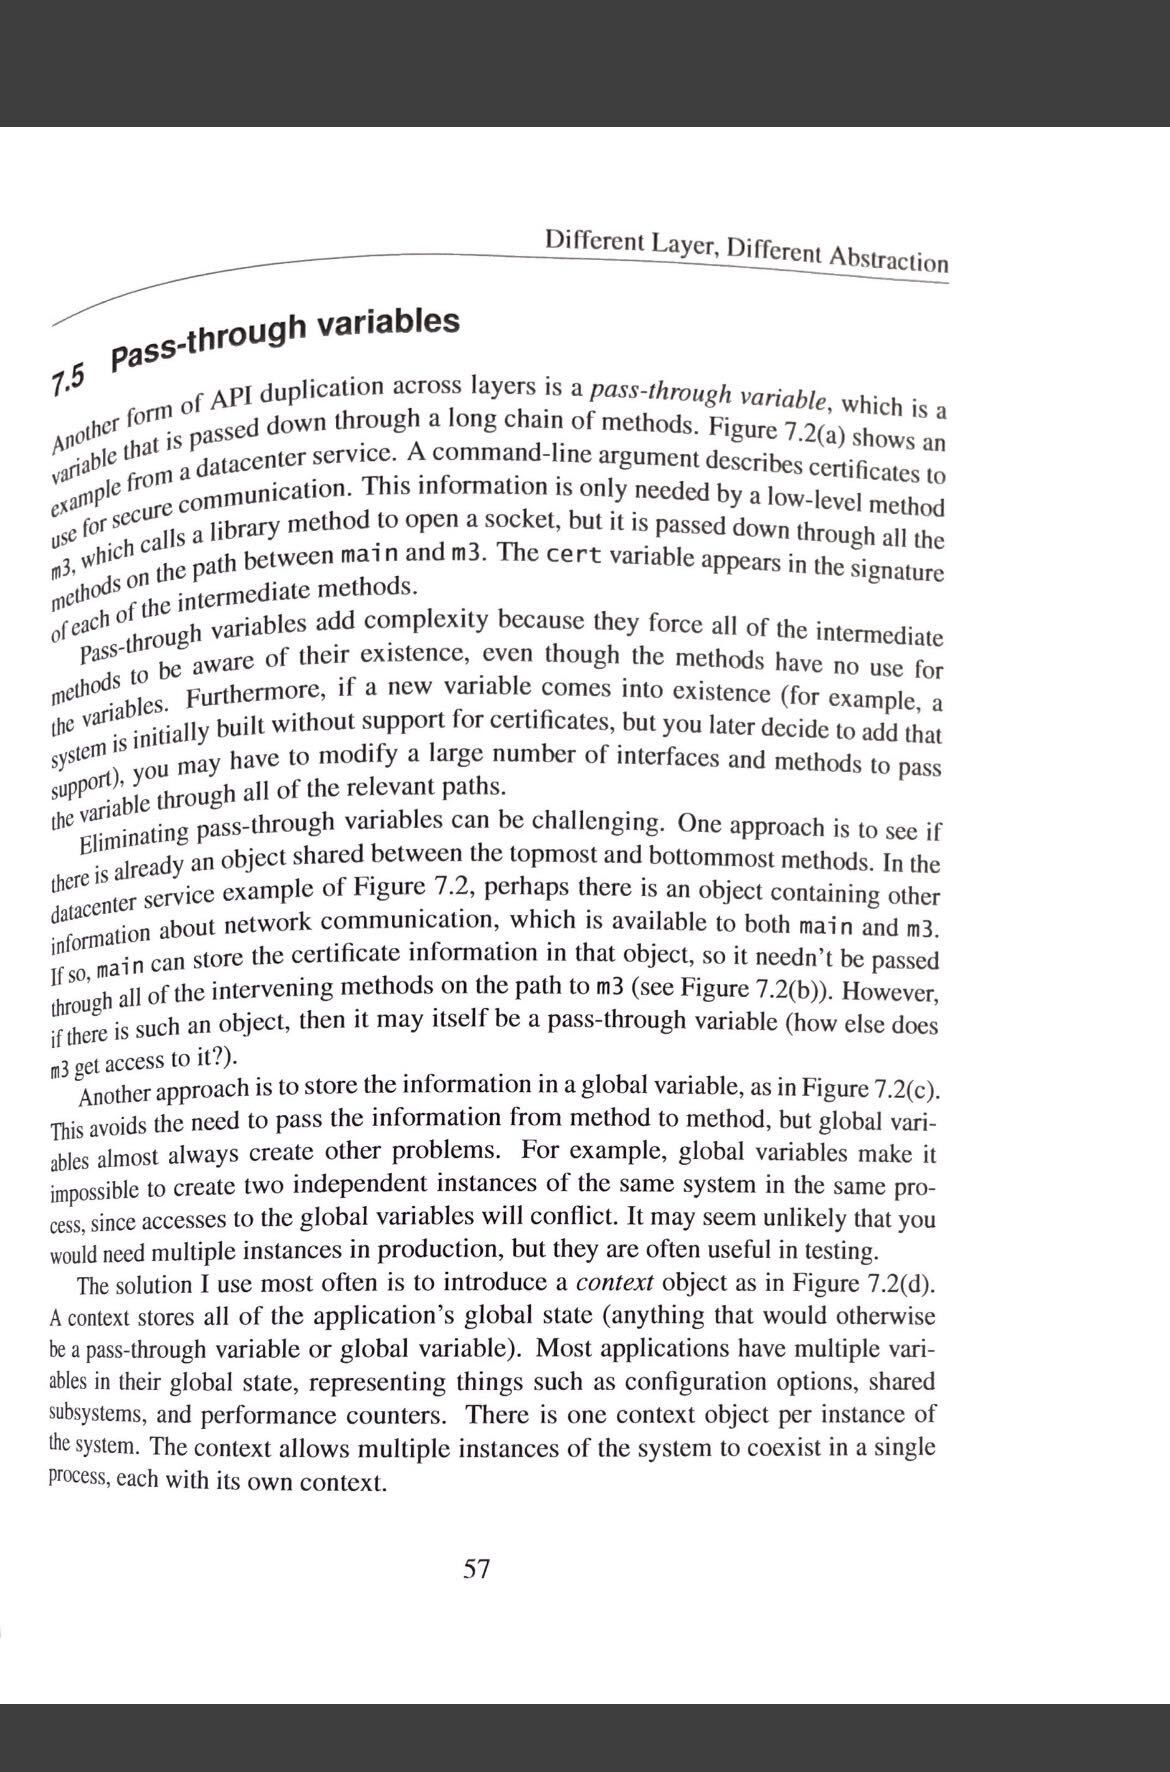 Different Layer, Different Abstraction
7.5 Pass-through variables
Another form of API duplication across layers is a pass-through variable, which is a
variable that is passed down through a long chain of methods. Figure 7.2(a) shows an
example from a datacenter service. A command-line argument describes certificates to
use for secure communication. This information is only needed by a low-level method
m3, which calls a library method to open a socket, but it is passed down through all the
methods on the path between main and m3. The cert variable appears in the signature
of each of the intermediate methods.
Pass-through variables add complexity because they force all of the intermediate
methods to be aware of their existence, even though the methods have no use for
the variables. Furthermore, if a new variable comes into existence (for example, a
system is initially built without support for certificates, but you later decide to add that
support), you may have to modify a large number of interfaces and methods to pass
the variable through all of the relevant paths.
Eliminating pass-through variables can be challenging. One approach is to see if
there is already an object shared between the topmost and bottommost methods. In the
datacenter service example of Figure 7.2, perhaps there is an object containing other
information about network communication, which is available to both main and m3.
If so, main can store the certificate information in that object, so it needn't be passed
through all of the intervening methods on the path to m3 (see Figure 7.2(b)). However,
if there is such an object, then it may itself be a pass-through variable (how else does
m3 get access to it?).
Another approach is to store the information in a global variable, as in Figure 7.2(c).
This avoids the need to pass the information from method to method, but global vari-
ables almost always create other problems. For example, global variables make it
impossible to create two independent instances of the same system in the same pro-
cess, since accesses to the global variables will conflict. It may seem unlikely that you
would need multiple instances in production, but they are often useful in testing.
The solution I use most often is to introduce a context object as in Figure 7.2(d).
A context stores all of the application's global state (anything that would otherwise
be a pass-through variable or global variable). Most applications have multiple vari-
ables in their global state, representing things such as configuration options, shared
subsystems, and performance counters. There is one context object per instance of
the system. The context allows multiple instances of the system to coexist in a single
process, each with its own context.
57